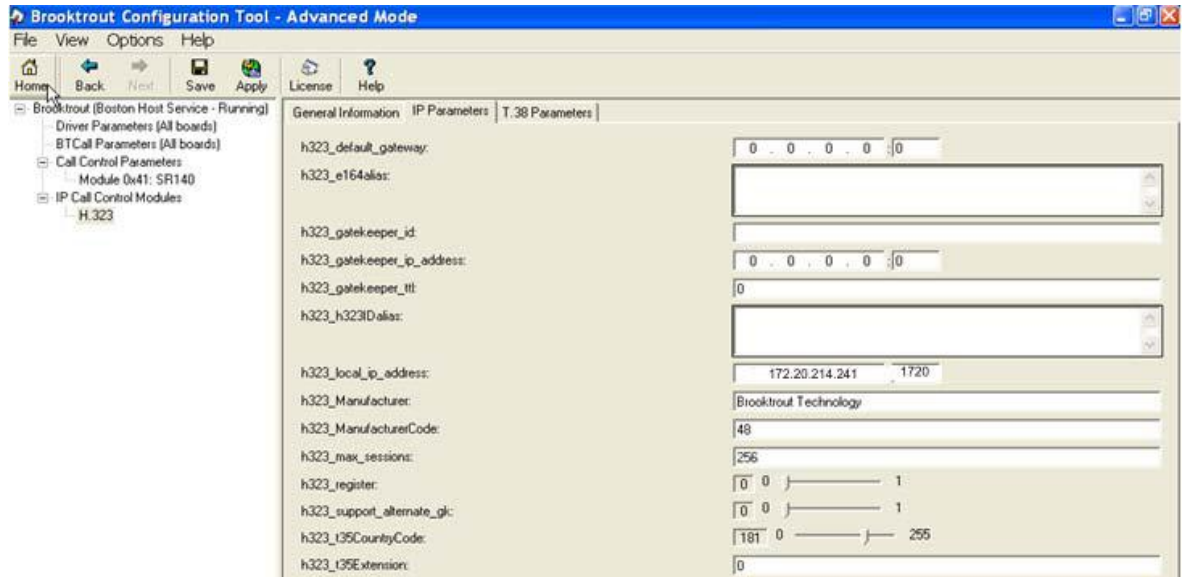 Brooktrout Configuration Tool - Advanced Mode
File View Options Help
Home Back Next Save Apply License Help
Brooktrout (Boston Host Service - Running)
Driver Parameters (All boards)
BTCall Parameters (All boards)
Call Control Parameters
Module 0x41: SR140
IP Call Control Modules
H.323
General Information IP Parameters T.38 Parameters
h323_default_gateway: 0 . 0 . 0 . 0 :0
h323_e164alias:
h323_gatekeeper_id:
h323_gatekeeper_ip_address: 0 . 0 . 0 . 0 :0
h323_gatekeeper_ttl: 0
h323_h323IDalias:
h323_local_ip_address: 172.20.214.241 1720
h323_Manufacturer: Brooktrout Technology
h323_ManufacturerCode: 48
h323_max_sessions: 256
h323_register: 0 0 1
h323_support_alternate_gk: 0 0 1
h323_t35CountryCode: 181 0 255
h323_t35Extension: 0